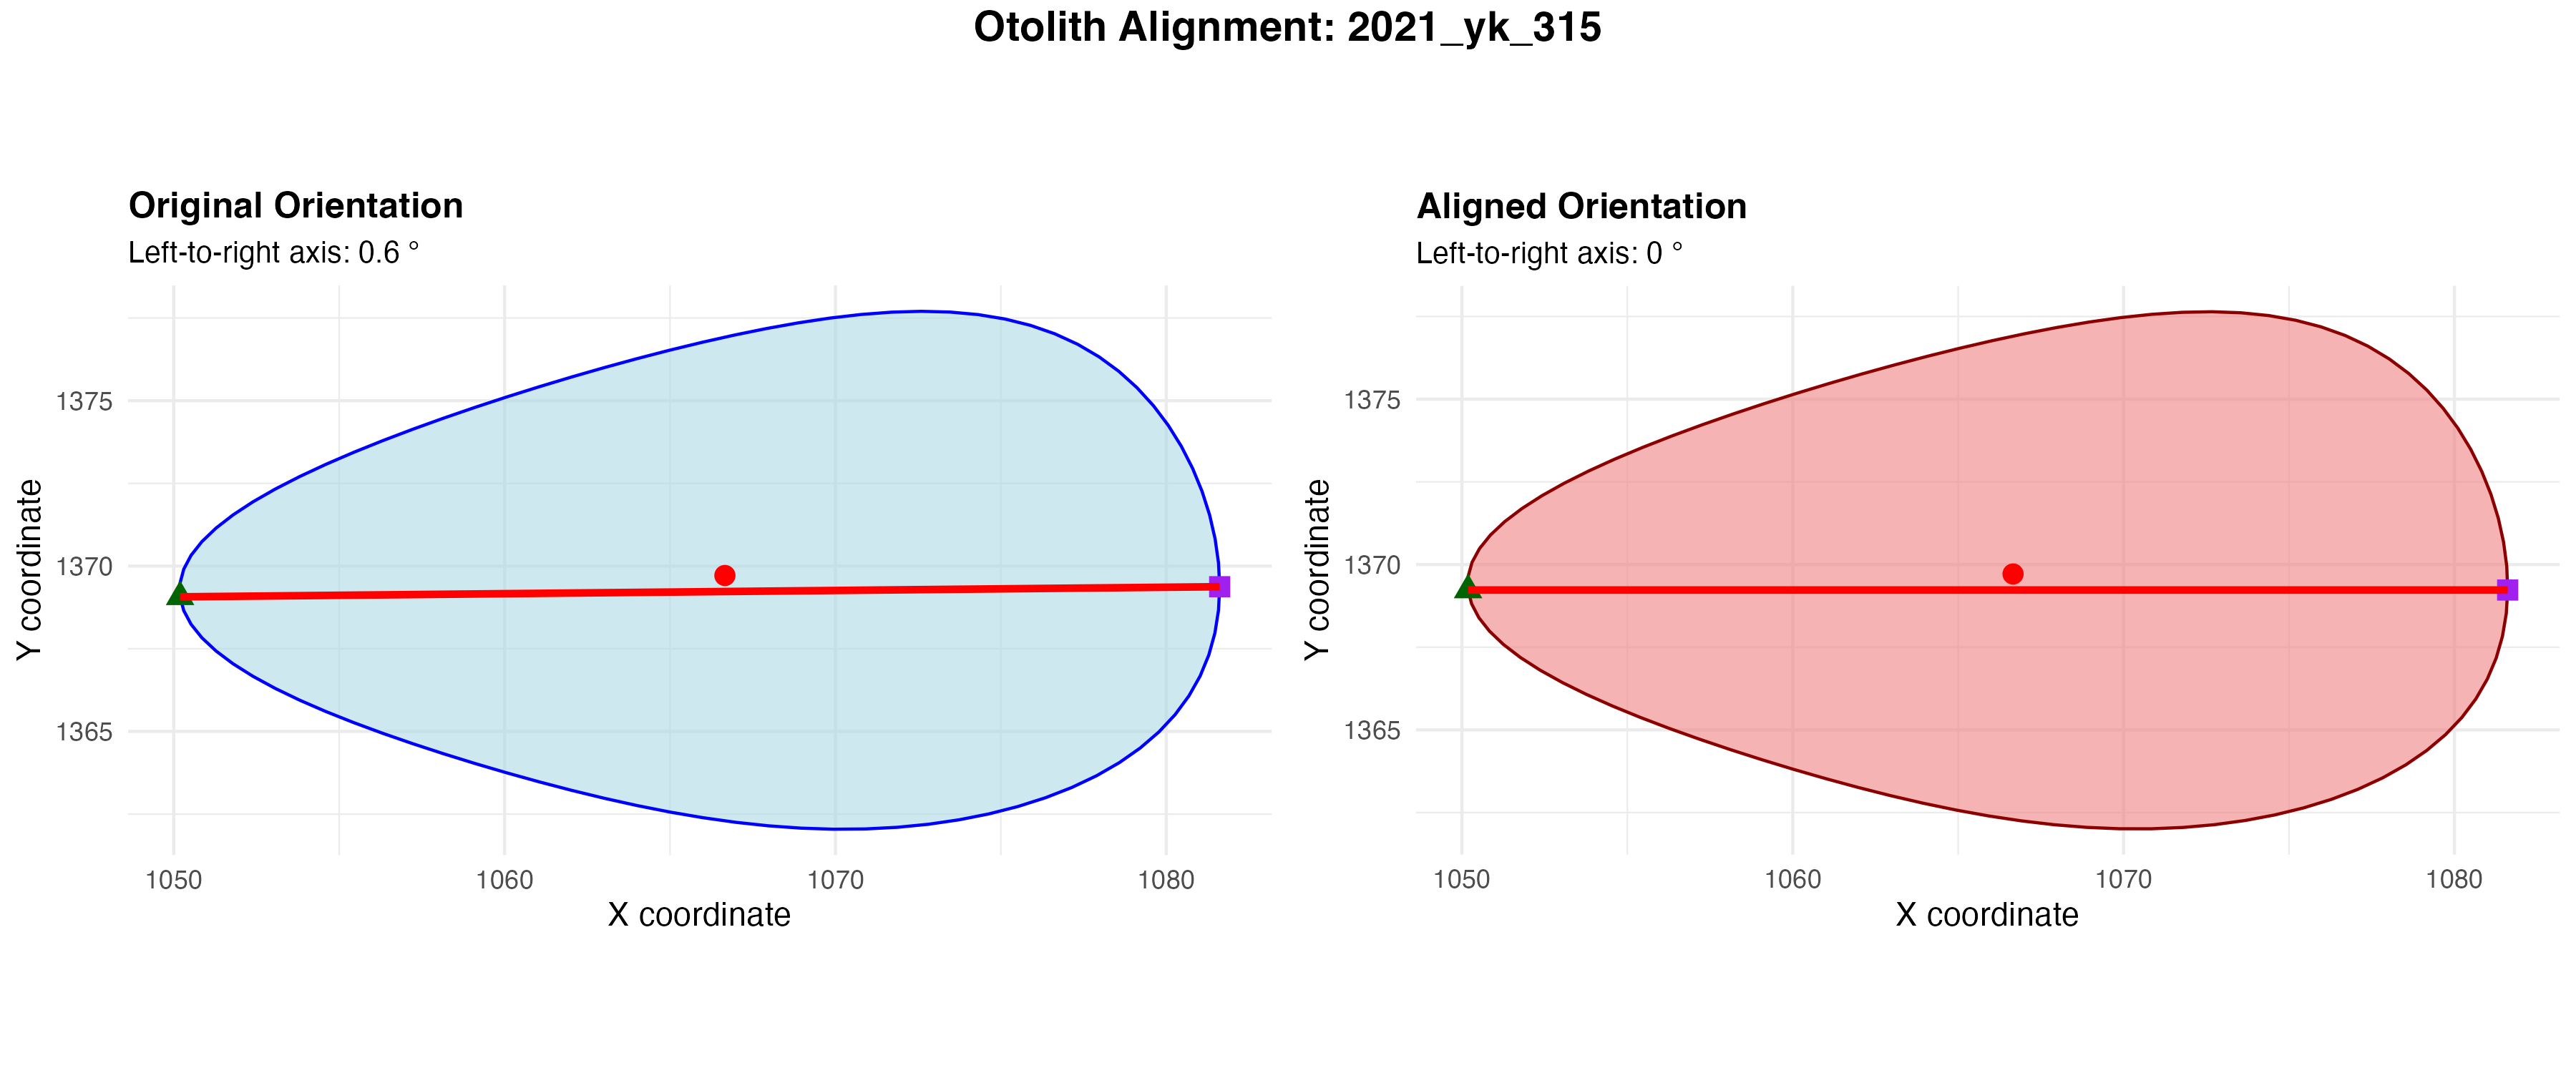 Otolith Alignment: 2021_yk_315
Original Orientation
Left-to-right axis: 0.6 °
1375
1370
1365
Y coordinate
1050
1060
1070
1080
X coordinate
Aligned Orientation
Left-to-right axis: 0 °
1375
1370
1365
Y coordinate
1050
1060
1070
1080
X coordinate